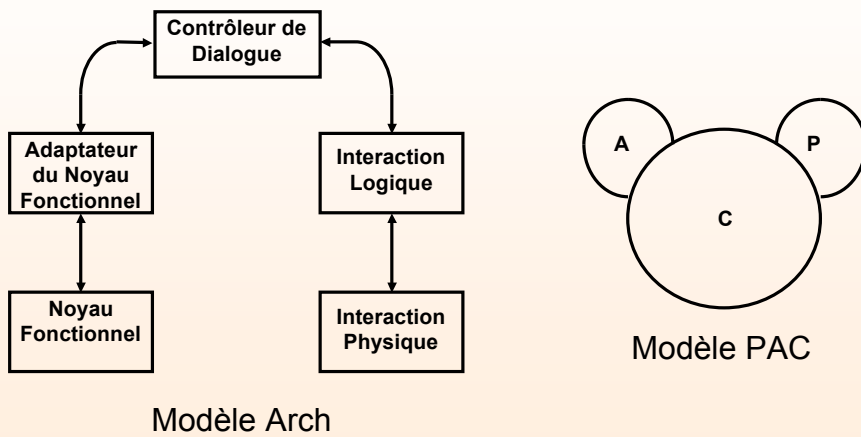 Contrôleur de
Dialogue
Adaptateur
du Noyau
Fonctionnel
Interaction
Logique
Noyau
Fonctionnel
Interaction
Physique
Modèle Arch
A
P
C
Modèle PAC